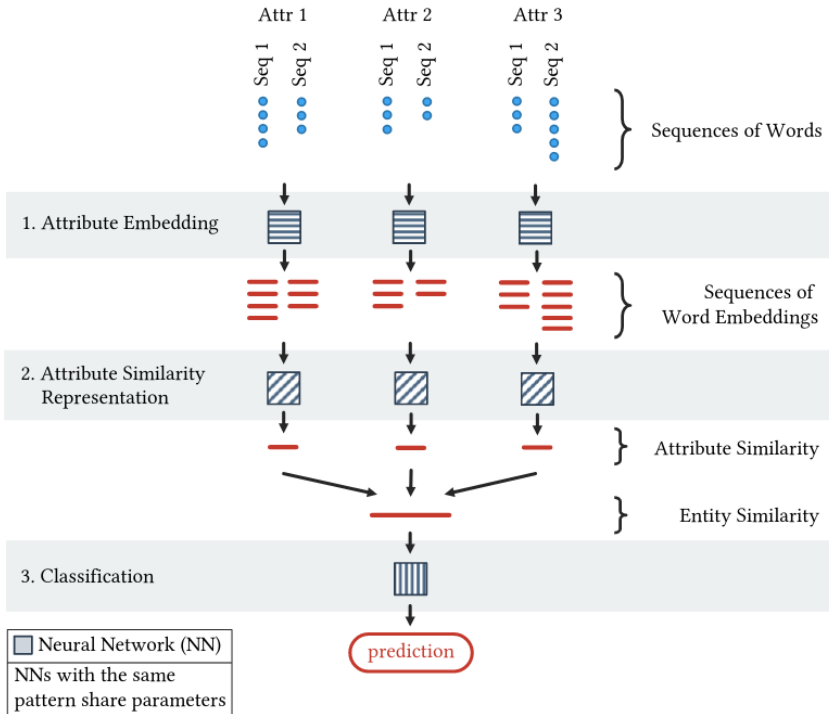 Attr 1
Attr 2
Attr 3
Seq 1
Seq 2
Seq 1
Seq 2
Seq 1
Seq 2
Sequences of Words
1. Attribute Embedding
Sequences of
Word Embeddings
2. Attribute Similarity
Representation
Attribute Similarity
Entity Similarity
3. Classification
Neural Network (NN)
NNs with the same
pattern share parameters
prediction